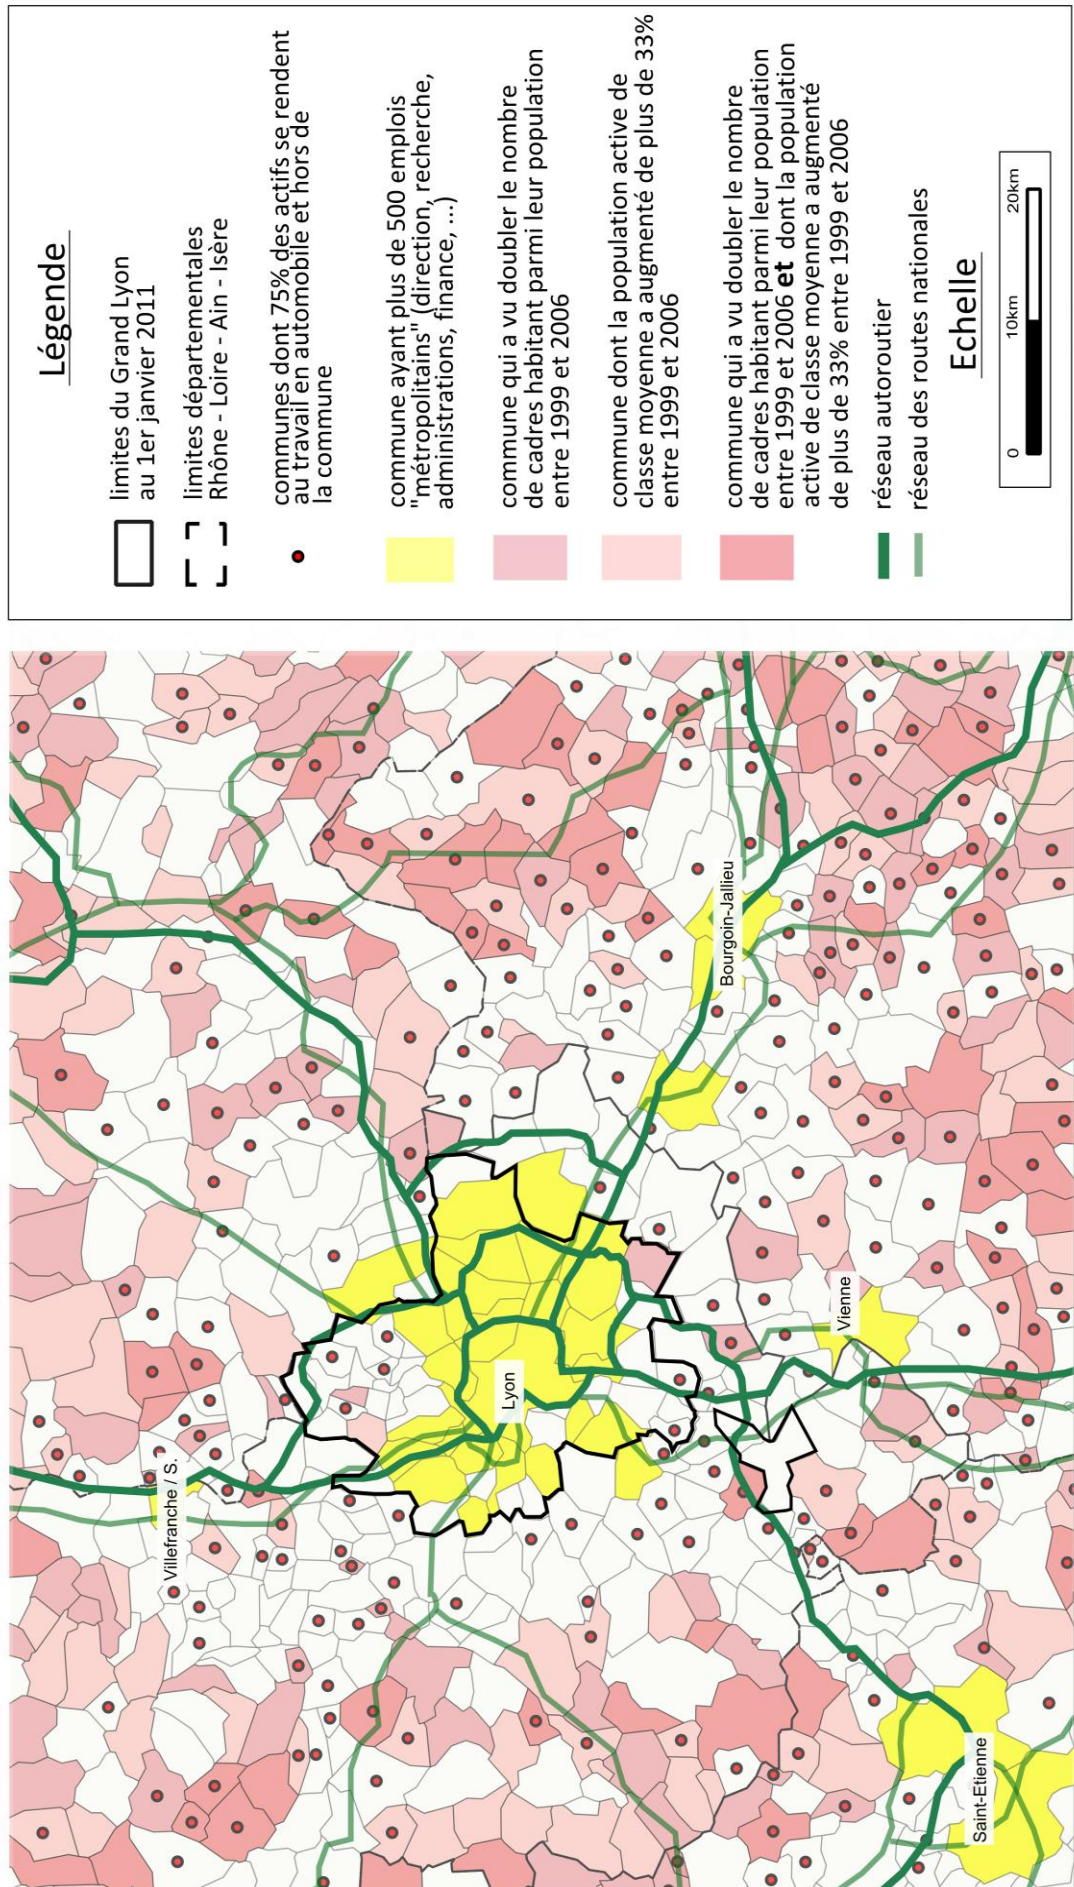 Légende
limites du Grand Lyon
au 1er janvier 2011
limites départementales
Rhône - Loire - Ain - Isère
communes dont 75% des actifs se rendent
au travail en automobile et hors de
la commune
commune ayant plus de 500 emplois
"métropolitains" (direction, recherche,
administrations, finance, ...)
commune qui a vu doubler le nombre
de cadres habitant parmi leur population
entre 1999 et 2006
commune dont la population active de
classe moyenne a augmenté de plus de 33%
entre 1999 et 2006
commune qui a vu doubler le nombre
de cadres habitant parmi leur population
entre 1999 et 2006 et dont la population
active de classe moyenne a augmenté
de plus de 33% entre 1999 et 2006
réseau autoroutier
réseau des routes nationales
Echelle
0 10km 20km
Villefranche / S.
Lyon
Bourgoin-Jallieu
Vienne
Saint-Etienne